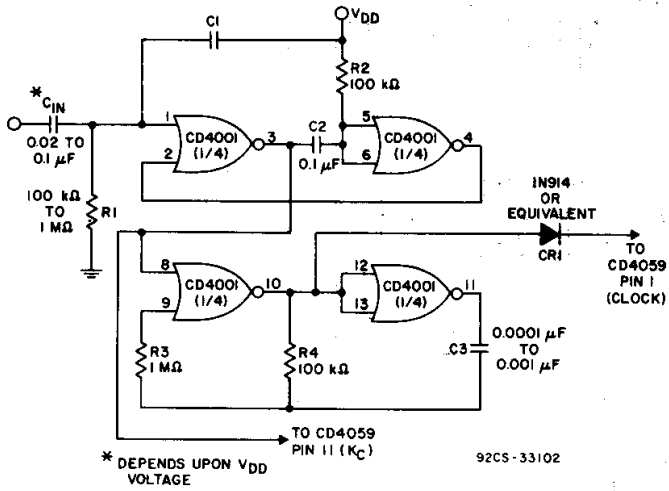 C1
VDD
R2
100 kΩ
*CIN
0.02 TO
0.1 µF
1
2
CD4001
(1/4)
3
C2
0.1 µF
5
6
CD4001
(1/4)
4
100 kΩ
TO
1 MΩ
R1
1N914
OR
EQUIVALENT
CR1
TO
CD4059
PIN 1
(CLOCK)
8
9
CD4001
(1/4)
10
12
13
CD4001
(1/4)
11
R3
1 MΩ
R4
100 kΩ
C3
0.0001 µF
TO
0.001 µF
TO CD4059
PIN 11 (KC)
* DEPENDS UPON VDD
VOLTAGE
92CS-33102